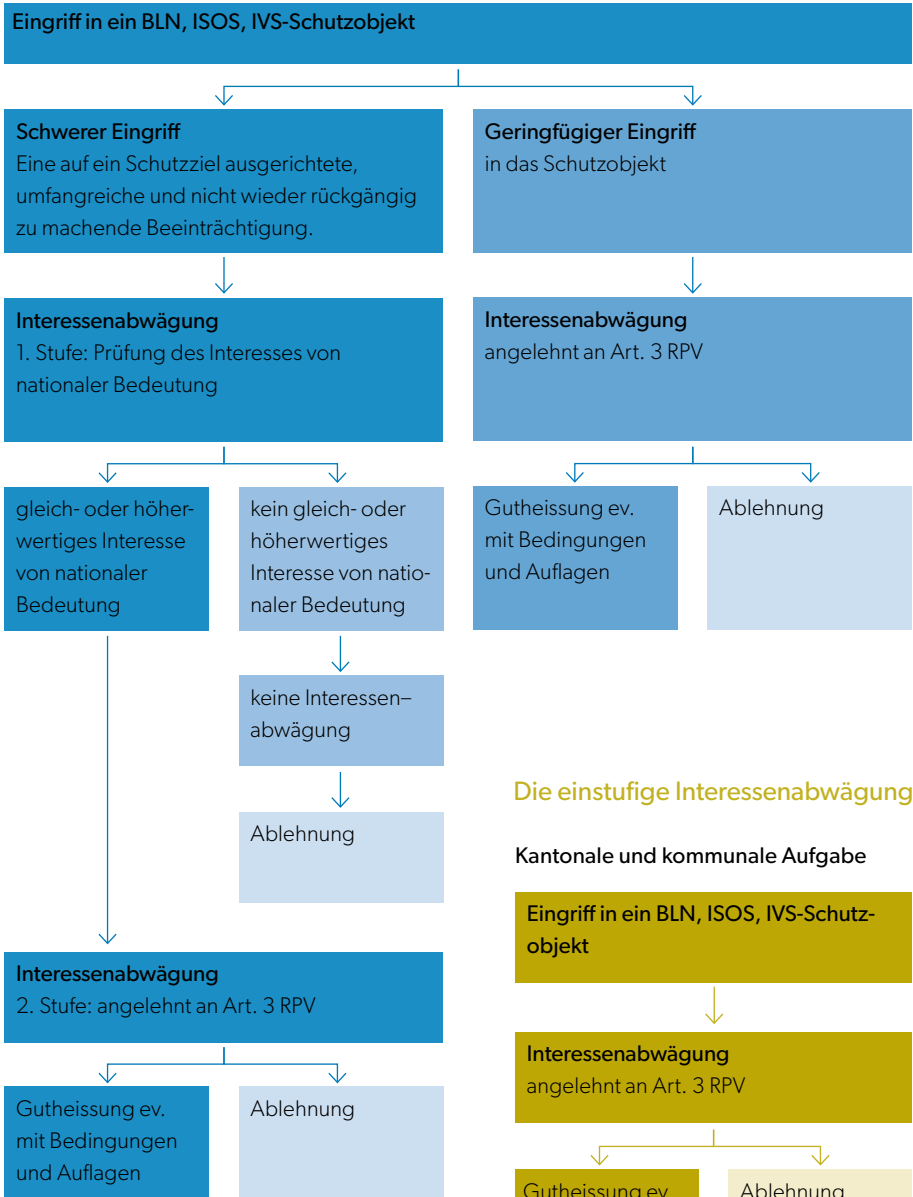 Eingriff in ein BLN, ISOS, IVS-Schutzobjekt
Schwerer Eingriff
Eine auf ein Schutzziel ausgerichtete,
umfangreiche und nicht wieder rückgängig
zu machende Beeinträchtigung.
Geringfügiger Eingriff
in das Schutzobjekt
Interessenabwägung
1. Stufe: Prüfung des Interesses von
nationaler Bedeutung
Interessenabwägung
angelehnt an Art. 3 RPV
gleich- oder höher-
wertiges Interesse
von nationaler
Bedeutung
kein gleich- oder
höherwertiges
Interesse von natio-
naler Bedeutung
Gutheissung ev.
mit Bedingungen
und Auflagen
Ablehnung
keine Interessen–
abwägung
Ablehnung
Interessenabwägung
2. Stufe: angelehnt an Art. 3 RPV
Gutheissung ev.
mit Bedingungen
und Auflagen
Ablehnung
Die einstufige Interessenabwägung
Kantonale und kommunale Aufgabe
Eingriff in ein BLN, ISOS, IVS-Schutz-
objekt
Interessenabwägung
angelehnt an Art. 3 RPV
Gutheissung ev.
Ablehnung